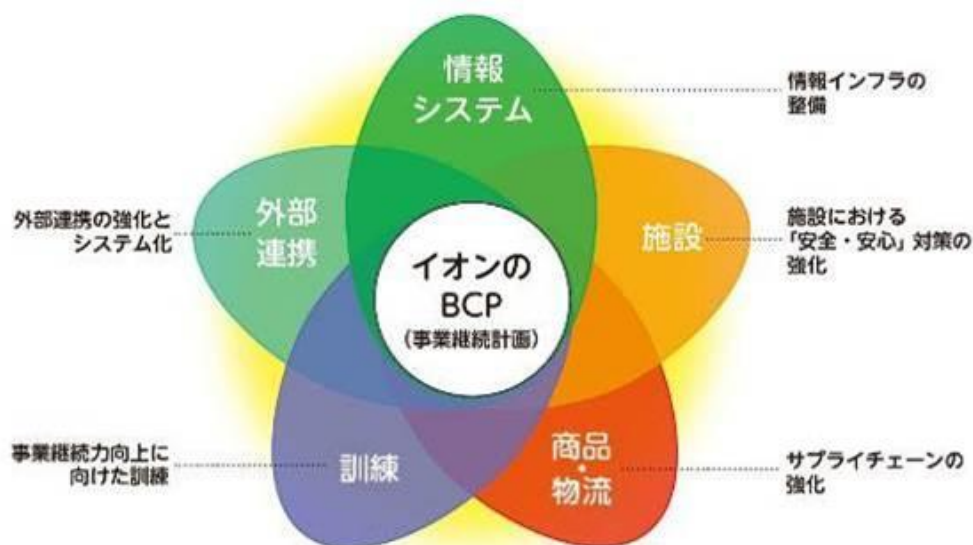 情報
システム
情報インフラの
整備
外部
連携
外部連携の強化と
システム化
施設
施設における
「安全・安心」対策の
強化
イオンの
BCP
（事業継続計画）
事業継続力向上に
向けた訓練
訓練
商品・
物流
サプライチェーンの
強化